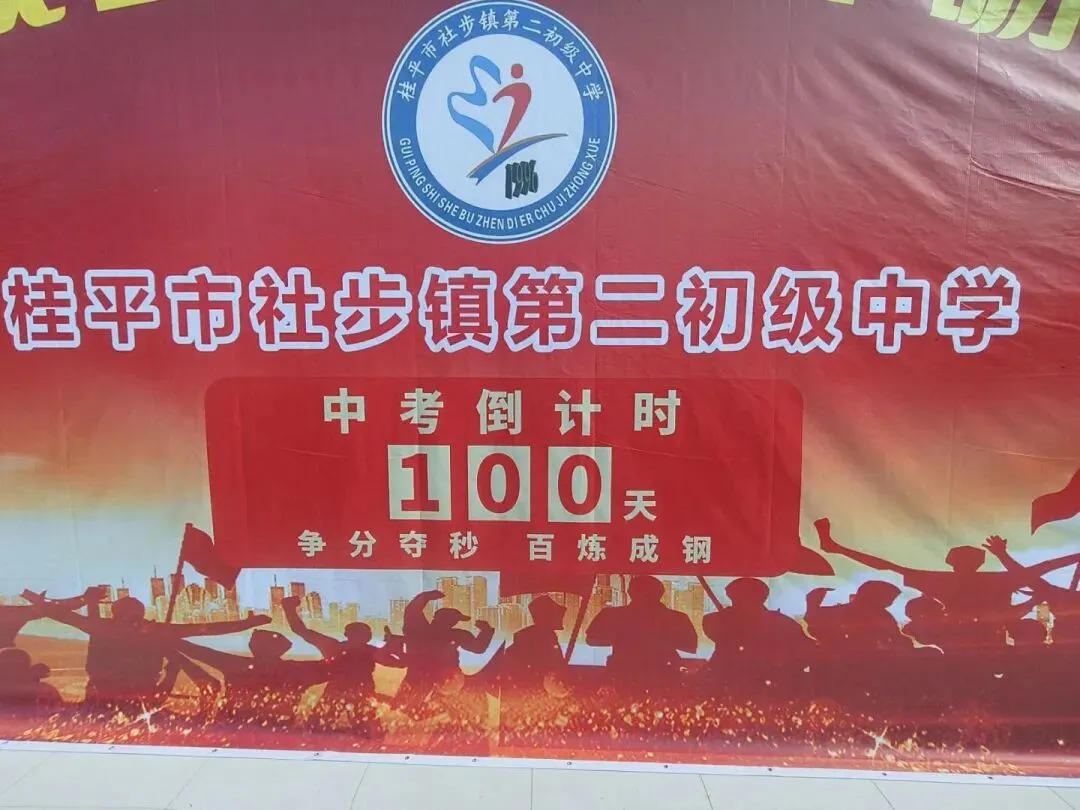 桂平市社步镇第二初级中学
1996
GUI PING SHI SHE BU ZHEN DI ER CHU JI ZHONG XUE
桂平市社步镇第二初级中学
中考倒计时
100天
争分夺秒 百炼成钢